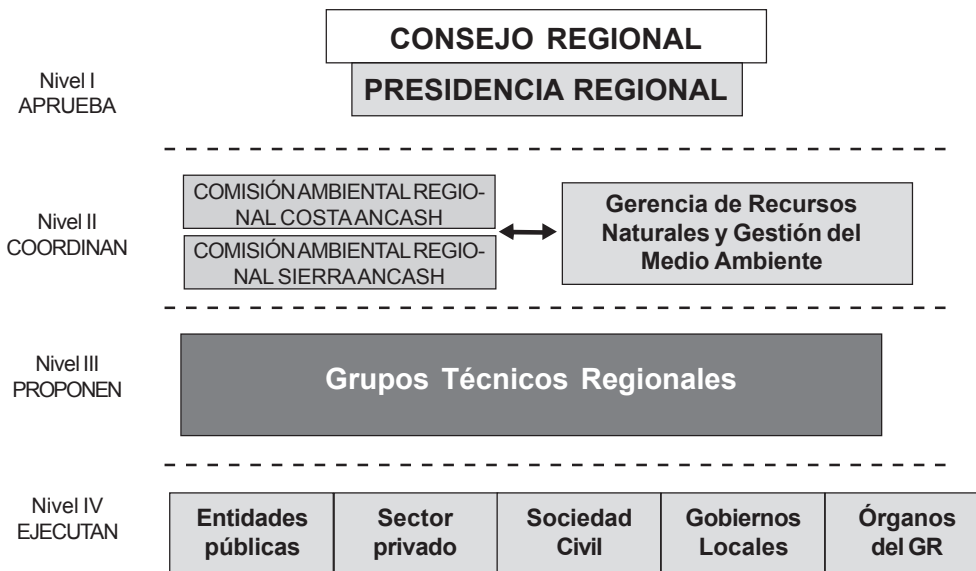 CONSEJO REGIONAL
PRESIDENCIA REGIONAL
Nivel I
APRUEBA
COMISIÓN AMBIENTAL REGIO-
NAL COSTA ANCASH
COMISIÓN AMBIENTAL REGIO-
NAL SIERRA ANCASH
Gerencia de Recursos
Naturales y Gestión del
Medio Ambiente
Nivel II
COORDINAN
Nivel III
PROPONEN
Grupos Técnicos Regionales
Nivel IV
EJECUTAN
Entidades
públicas
Sector
privado
Sociedad
Civil
Gobiernos
Locales
Órganos
del GR